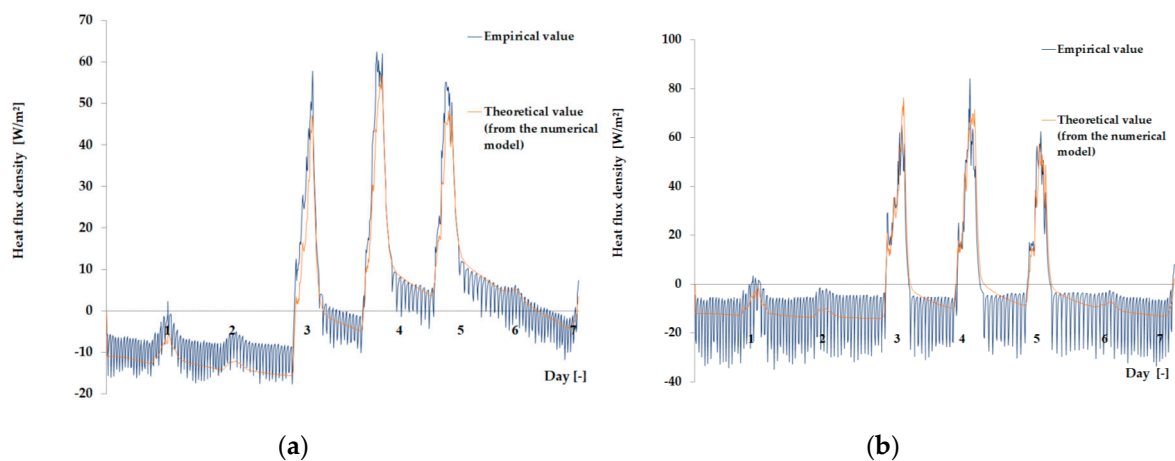 70
60
50
40
30
20
10
0
-10
-20
Heat flux density  [W/m²]
Empirical value
Theoretical value
(from the numerical
model)
1
2
3
4
5
6
7
Day [-]
(a)
100
80
60
40
20
0
-20
-40
Heat flux density  [W/m²]
Empirical value
Theoretical value
(from the numerical
model)
1
2
3
4
5
6
7
Day [-]
(b)